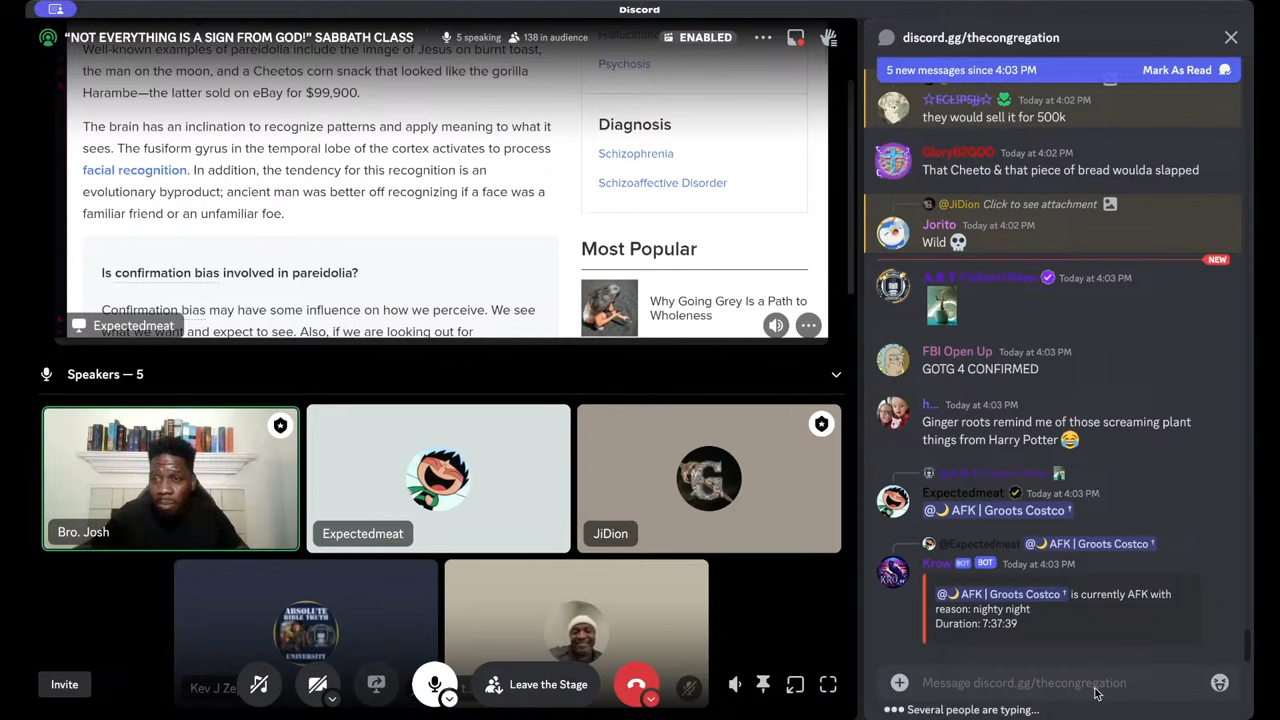 Discord
"NOT EVERYTHING IS A SIGN FROM GOD!" SABBATH CLASS
5 speaking
138 in audience
ENABLED
Well-known examples of pareidolia include the image of Jesus on burnt toast,
the man on the moon, and a Cheetos corn snack that looked like the gorilla
Harambe—the latter sold on eBay for $99,900.
The brain has an inclination to recognize patterns and apply meaning to what it
sees. The fusiform gyrus in the temporal lobe of the cortex activates to process
facial recognition. In addition, the tendency for this recognition is an
evolutionary byproduct; ancient man was better off recognizing if a face was a
familiar friend or an unfamiliar foe.
Is confirmation bias involved in pareidolia?
Confirmation bias may have some influence on how we perceive. We see
what we want and expect to see. Also, if we are looking out for
Expectedmeat
Psychosis
Diagnosis
Schizophrenia
Schizoaffective Disorder
Most Popular
Why Going Grey Is a Path to
Wholeness
Speakers — 5
Bro. Josh
Expectedmeat
JiDion
ABSOLUTE
BIBLE TRUTH
UNIVERSITY
Kev J Ze
Invite
Leave the Stage
discord.gg/thecongregation
5 new messages since 4:03 PM
Mark As Read
☆ECLIPSJJ☆ Today at 4:02 PM
they would sell it for 500k
GloryB2GOD Today at 4:02 PM
That Cheeto & that piece of bread woulda slapped
@JiDion Click to see attachment
Jorito Today at 4:02 PM
Wild 💀
NEW
Today at 4:03 PM
FBI Open Up Today at 4:03 PM
GOTG 4 CONFIRMED
h... Today at 4:03 PM
Ginger roots remind me of those screaming plant
things from Harry Potter 😂
Expectedmeat Today at 4:03 PM
@🌙 AFK | Groots Costco †
@Expectedmeat @🌙 AFK | Groots Costco †
Krow BOT BOT Today at 4:03 PM
@🌙 AFK | Groots Costco † is currently AFK with
reason: nighty night
Duration: 7:37:39
Message discord.gg/thecongregation
Several people are typing...